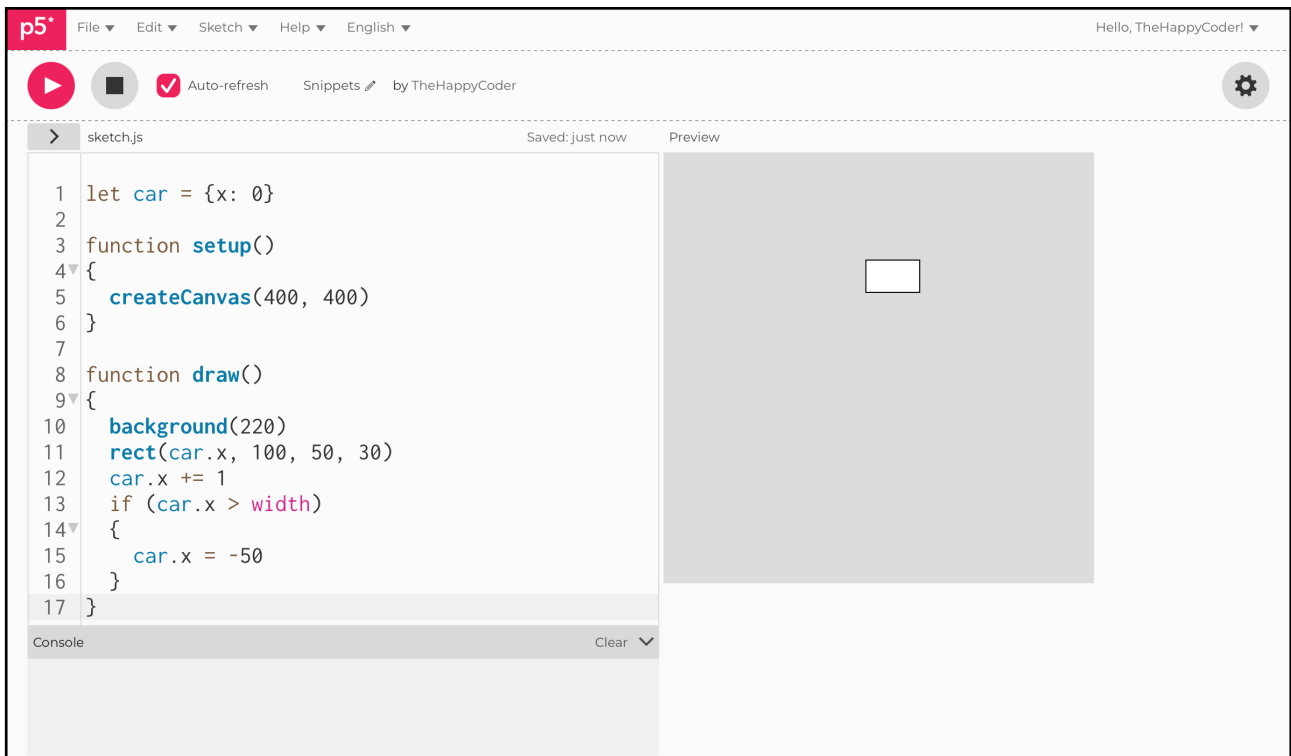 p5* File Edit Sketch Help English Hello, TheHappyCoder!
Auto-refresh Snippets by TheHappyCoder
sketch.js Saved: just now Preview
1 let car = {x: 0}
2
3 function setup()
4 {
5   createCanvas(400, 400)
6 }
7
8 function draw()
9 {
10   background(220)
11   rect(car.x, 100, 50, 30)
12   car.x += 1
13   if (car.x > width)
14   {
15     car.x = -50
16   }
17 }
Console Clear